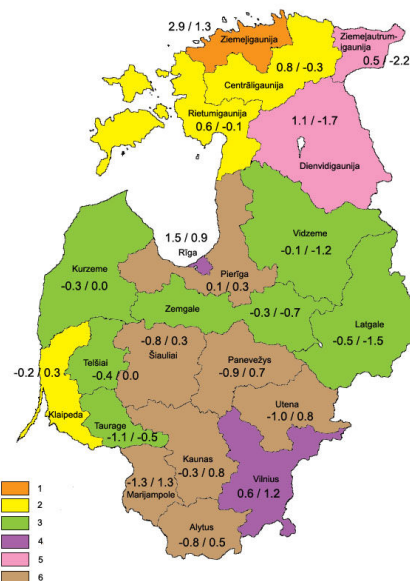 2.9 / 1.3
Ziemeļigaunija
Ziemeļautrum-
igaunija
0.5 / -2.2
0.8 / -0.3
Centrāligaunija
Rietumigaunija
0.6 / -0.1
1.1 / -1.7
Dienvidigaunija
1.5 / 0.9
Rīga
Vidzeme
-0.1 / -1.2
Kurzeme
-0.3 / 0.0
Pierīga
0.1 / 0.3
Zemgale
-0.3 / -0.7
Latgale
-0.5 / -1.5
-0.8 / 0.3
Šiauliai
Panevežys
-0.9 / 0.7
-0.2 / 0.3
Telšiai
-0.4 / 0.0
Klaipeda
Utena
-1.0 / 0.8
Taurage
-1.1 / -0.5
Kaunas
-0.3 / 0.8
-1.3 / 1.3
Marijampole
Vilnius
0.6 / 1.2
Alytus
-0.8 / 0.5
1
2
3
4
5
6